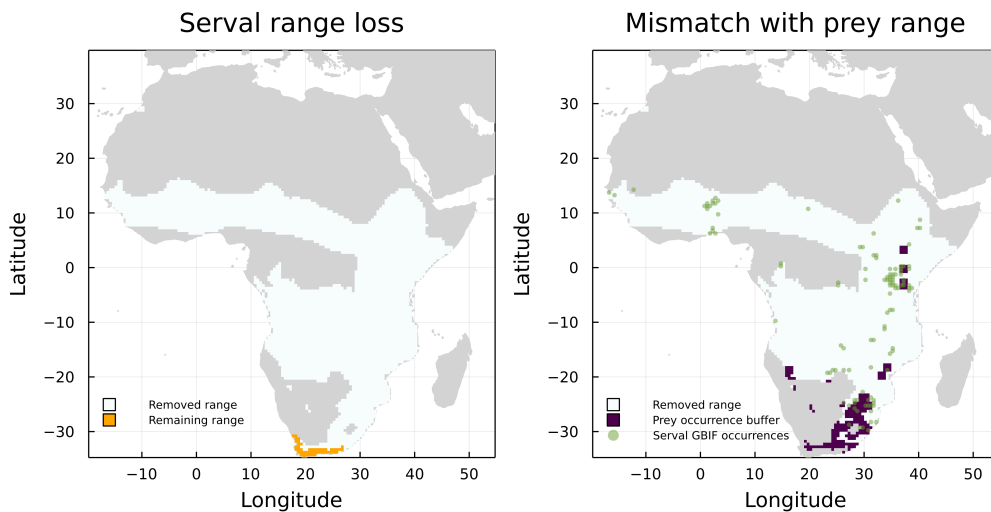 Serval range loss
Latitude
30
20
10
0
−10
−20
−30
Removed range
Remaining range
−10 0 10 20 30 40 50
Longitude
Mismatch with prey range
Latitude
30
20
10
0
−10
−20
−30
Removed range
Prey occurrence buffer
Serval GBIF occurrences
−10 0 10 20 30 40 50
Longitude